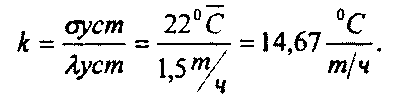 k = σуст / λуст = 22⁰C̅ / 1,5 т/ч = 14,67 ⁰C / т/ч .